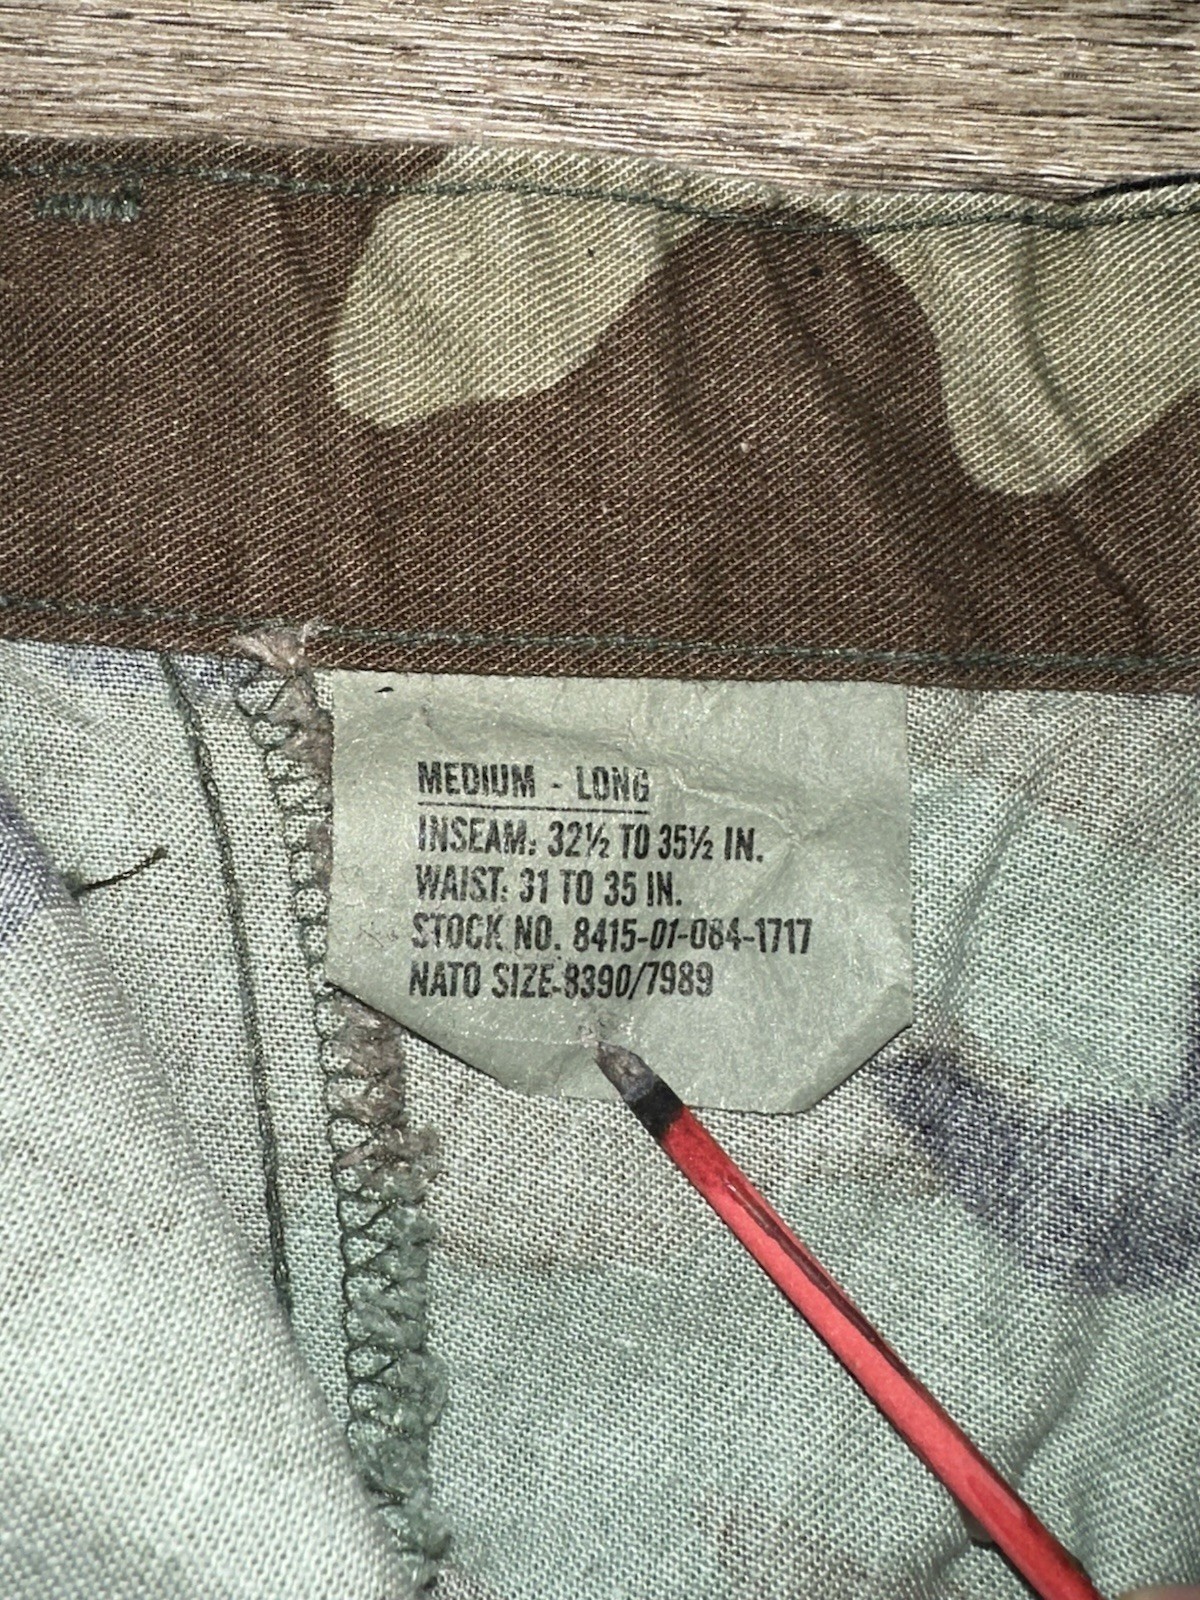 MEDIUM - LONG
INSEAM: 32½ TO 35½ IN.
WAIST: 31 TO 35 IN.
STOCK NO. 8415-01-084-1717
NATO SIZE-8390/7989